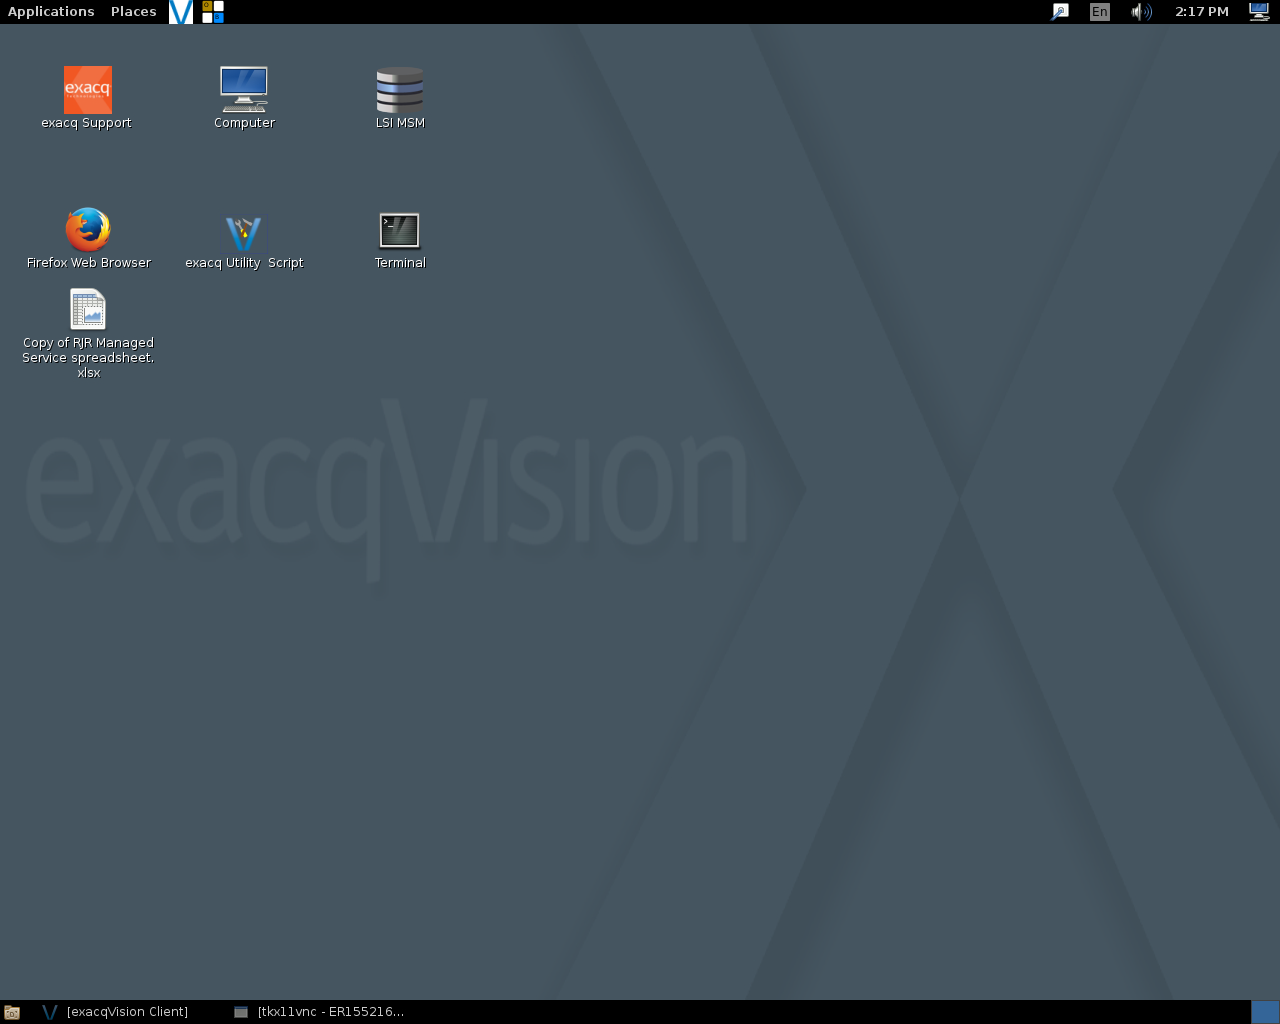 Applications Places
En 2:17 PM
exacq
Technologies
exacq Support
Computer
LSI MSM
Firefox Web Browser
exacq Utility Script
Terminal
Copy of RJR Managed
Service spreadsheet.
xlsx
exacqVision
[exacqVision Client]
[tkx11vnc - ER155216...